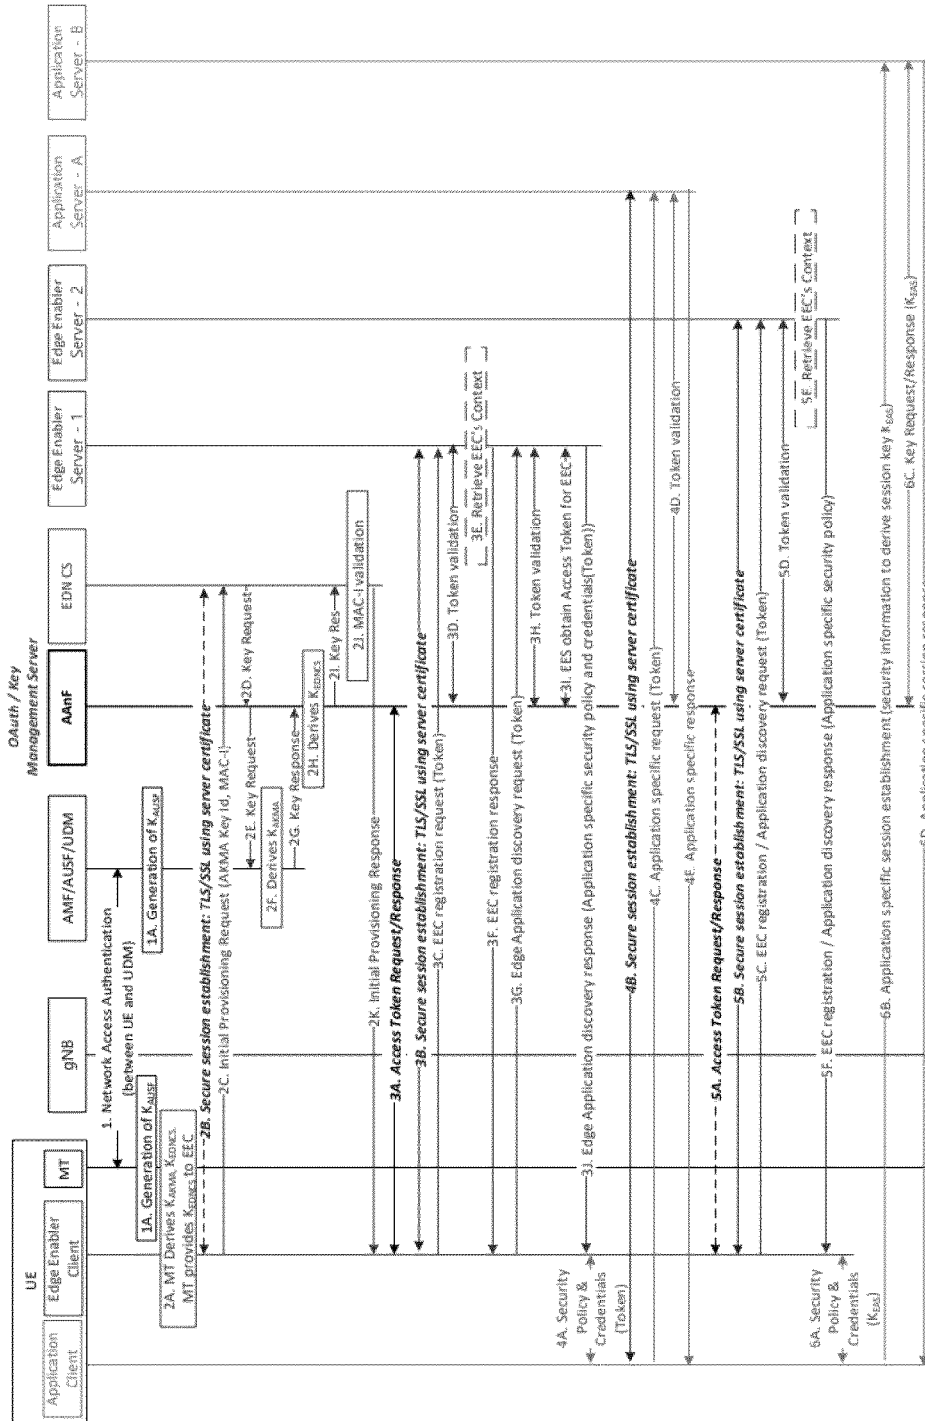 UE
Application
Client
Edge Enabler
Client
MT
gNB
AMF/AUSF/UDM
OAuth / Key
Management Server
AAnF
EDN CS
Edge Enabler
Server - 1
Edge Enabler
Server - 2
Application
Server - A
Application
Server - B
1. Network Access Authentication
(between UE and UDM)
1A. Generation of KAUSF
1A. Generation of KAUSF
2A. MT Derives KAKMA, KEDNCS.
MT provides KEDNCS to EEC
2B. Secure session establishment: TLS/SSL using server certificate
2C. Initial Provisioning Request (AKMA Key Id, MAC-I)
2D. Key Request
2E. Key Request
2F. Derives KAKMA
2G. Key Response
2H. Derives KEDNCS
2I. Key Res
2J. MAC-I validation
2K. Initial Provisioning Response
3A. Access Token Request/Response
3B. Secure session establishment: TLS/SSL using server certificate
3C. EEC registration request (Token)
3D. Token validation
3E. Retrieve EEC's Context
3F. EEC registration response
3G. Edge Application discovery request (Token)
3H. Token validation
3I. EES obtain Access Token for EEC
3J. Edge Application discovery response (Application specific security policy and credentials(Token))
4A. Security
Policy &
Credentials
(Token)
4B. Secure session establishment: TLS/SSL using server certificate
4C. Application specific request (Token)
4D. Token validation
4E. Application specific response
5A. Access Token Request/Response
5B. Secure session establishment: TLS/SSL using server certificate
5C. EEC registration / Application discovery request (Token)
5D. Token validation
5E. Retrieve EEC's Context
5F. EEC registration / Application discovery response (Application specific security policy)
6A. Security
Policy &
Credentials
(KEAS)
6B. Application specific session establishment (security information to derive session key KEAS)
6C. Key Request/Response (KEAS)